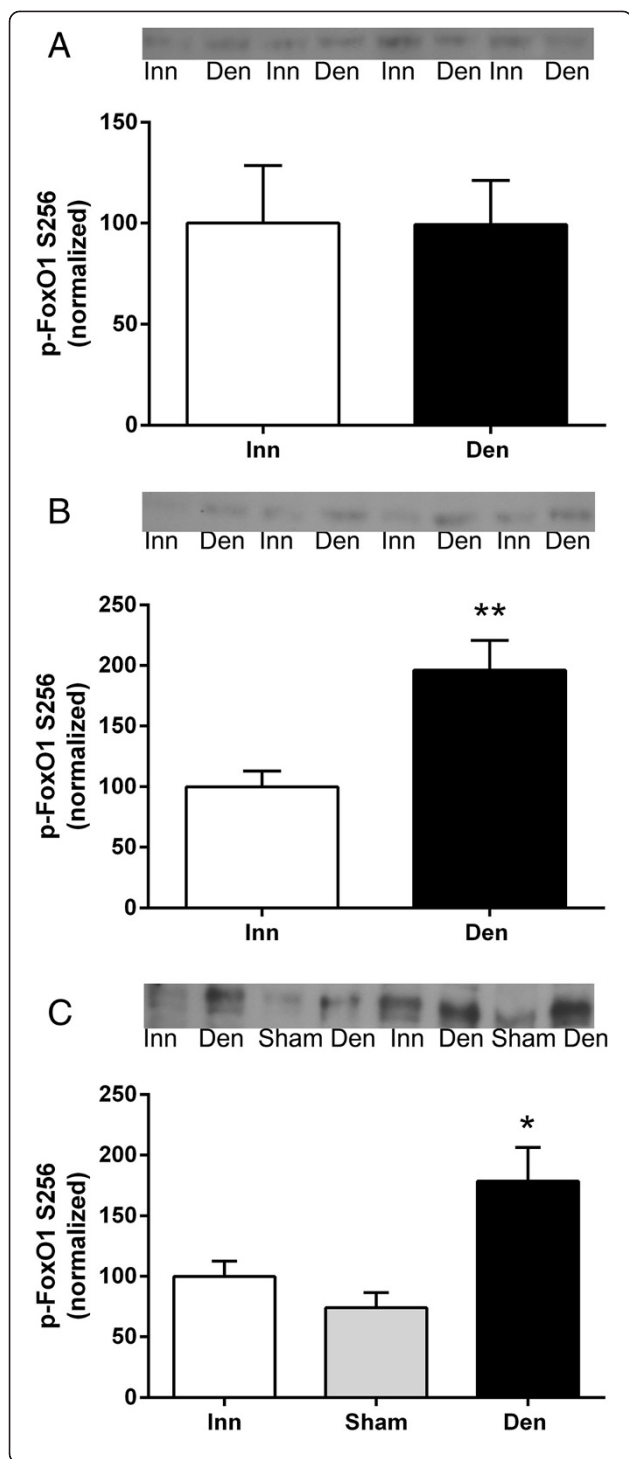 A
Inn Den Inn Den Inn Den Inn Den
150
100
50
0
p-FoxO1 S256
(normalized)
Inn Den
B
Inn Den Inn Den Inn Den Inn Den
250
200
150
100
50
0
p-FoxO1 S256
(normalized)
**
Inn Den
C
Inn Den Sham Den Inn Den Sham Den
250
200
150
100
50
0
p-FoxO1 S256
(normalized)
*
Inn Sham Den